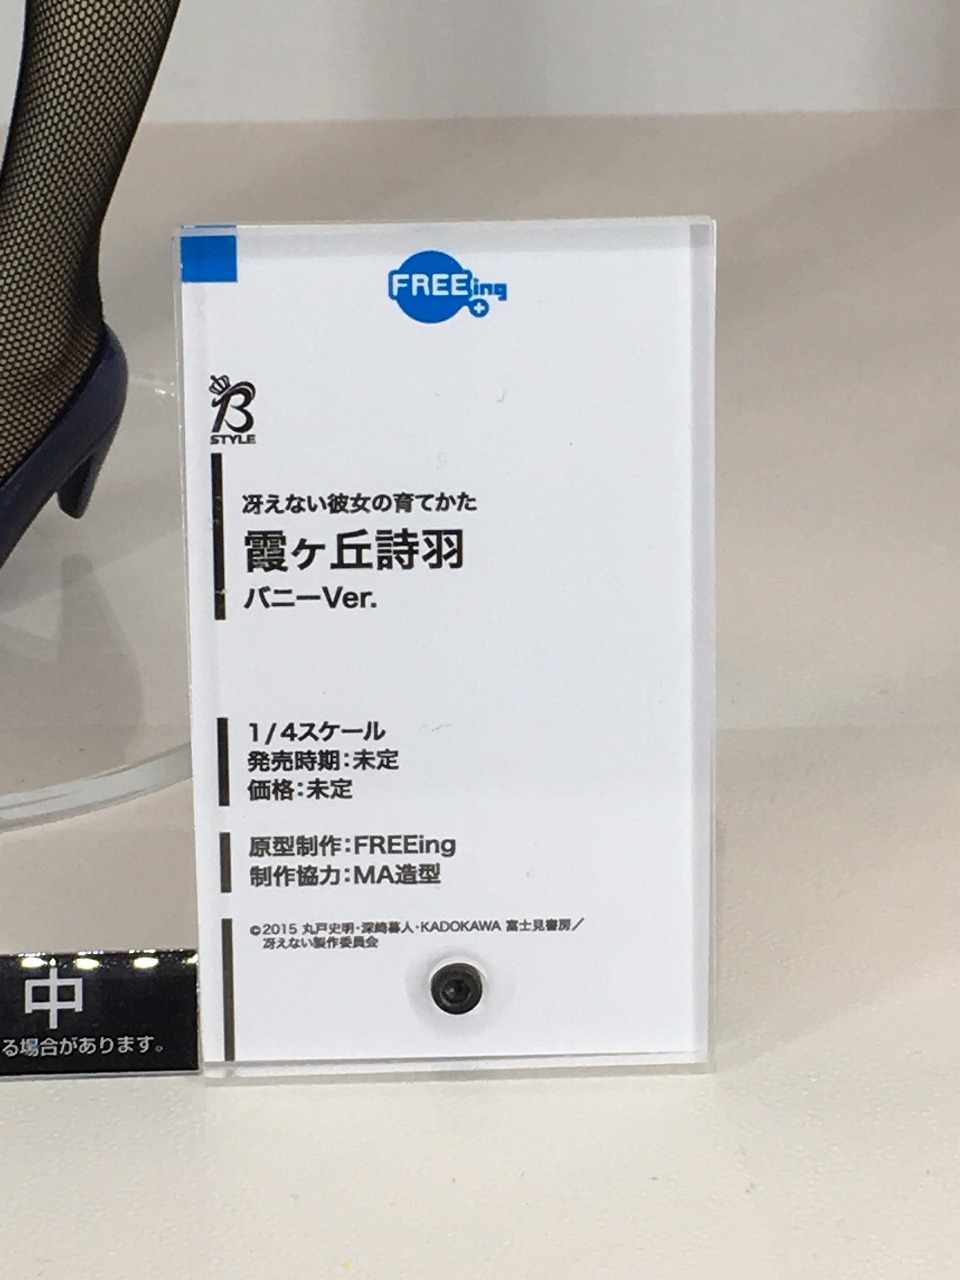 FREEing
B
STYLE
冴えない彼女の育てかた
霞ヶ丘詩羽
バニーVer.
1/4スケール
発売時期:未定
価格:未定
原型制作:FREEing
制作協力:MA造型
©2015 丸戸史明・深崎暮人・KADOKAWA 富士見書房／
冴えない製作委員会
中
る場合があります。